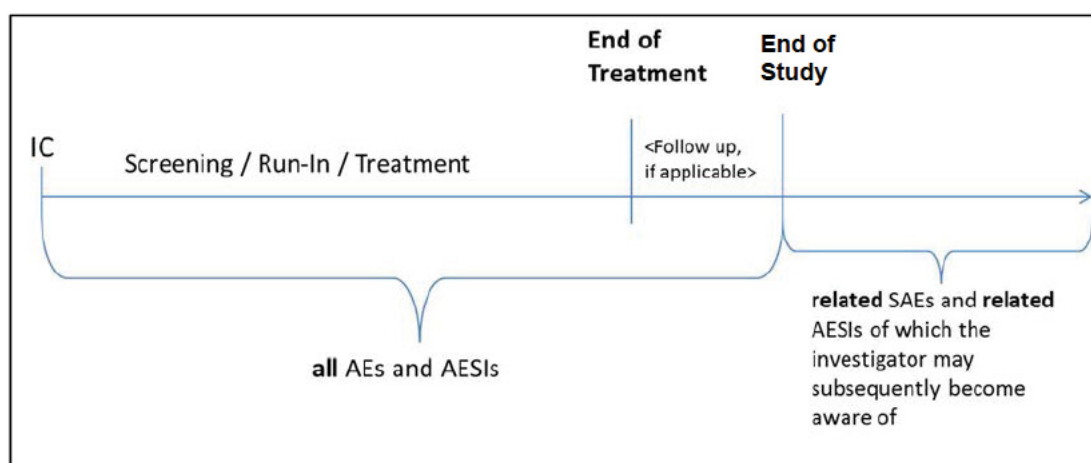 End of
Treatment
End of
Study
IC
Screening / Run-In / Treatment
<Follow up,
if applicable>
all AEs and AESIs
related SAEs and related
AESIs of which the
investigator may
subsequently become
aware of